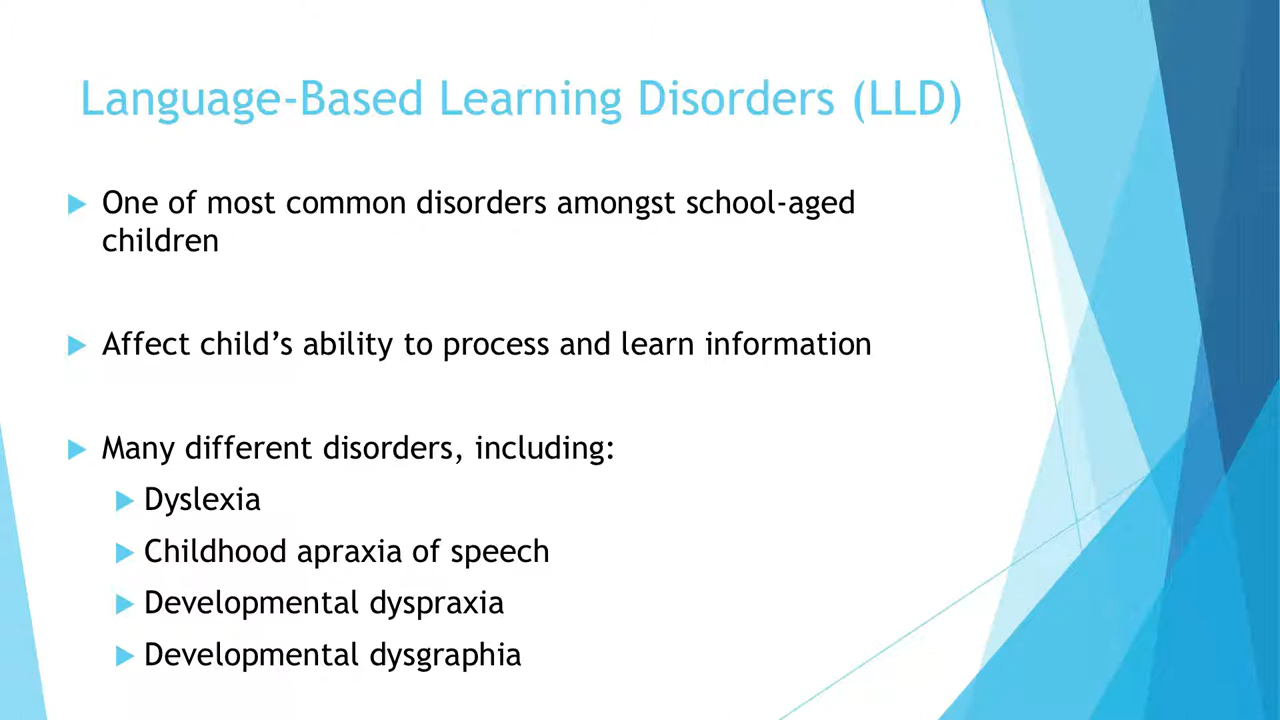 Language-Based Learning Disorders (LLD)
One of most common disorders amongst school-aged
children
Affect child’s ability to process and learn information
Many different disorders, including:
Dyslexia
Childhood apraxia of speech
Developmental dyspraxia
Developmental dysgraphia